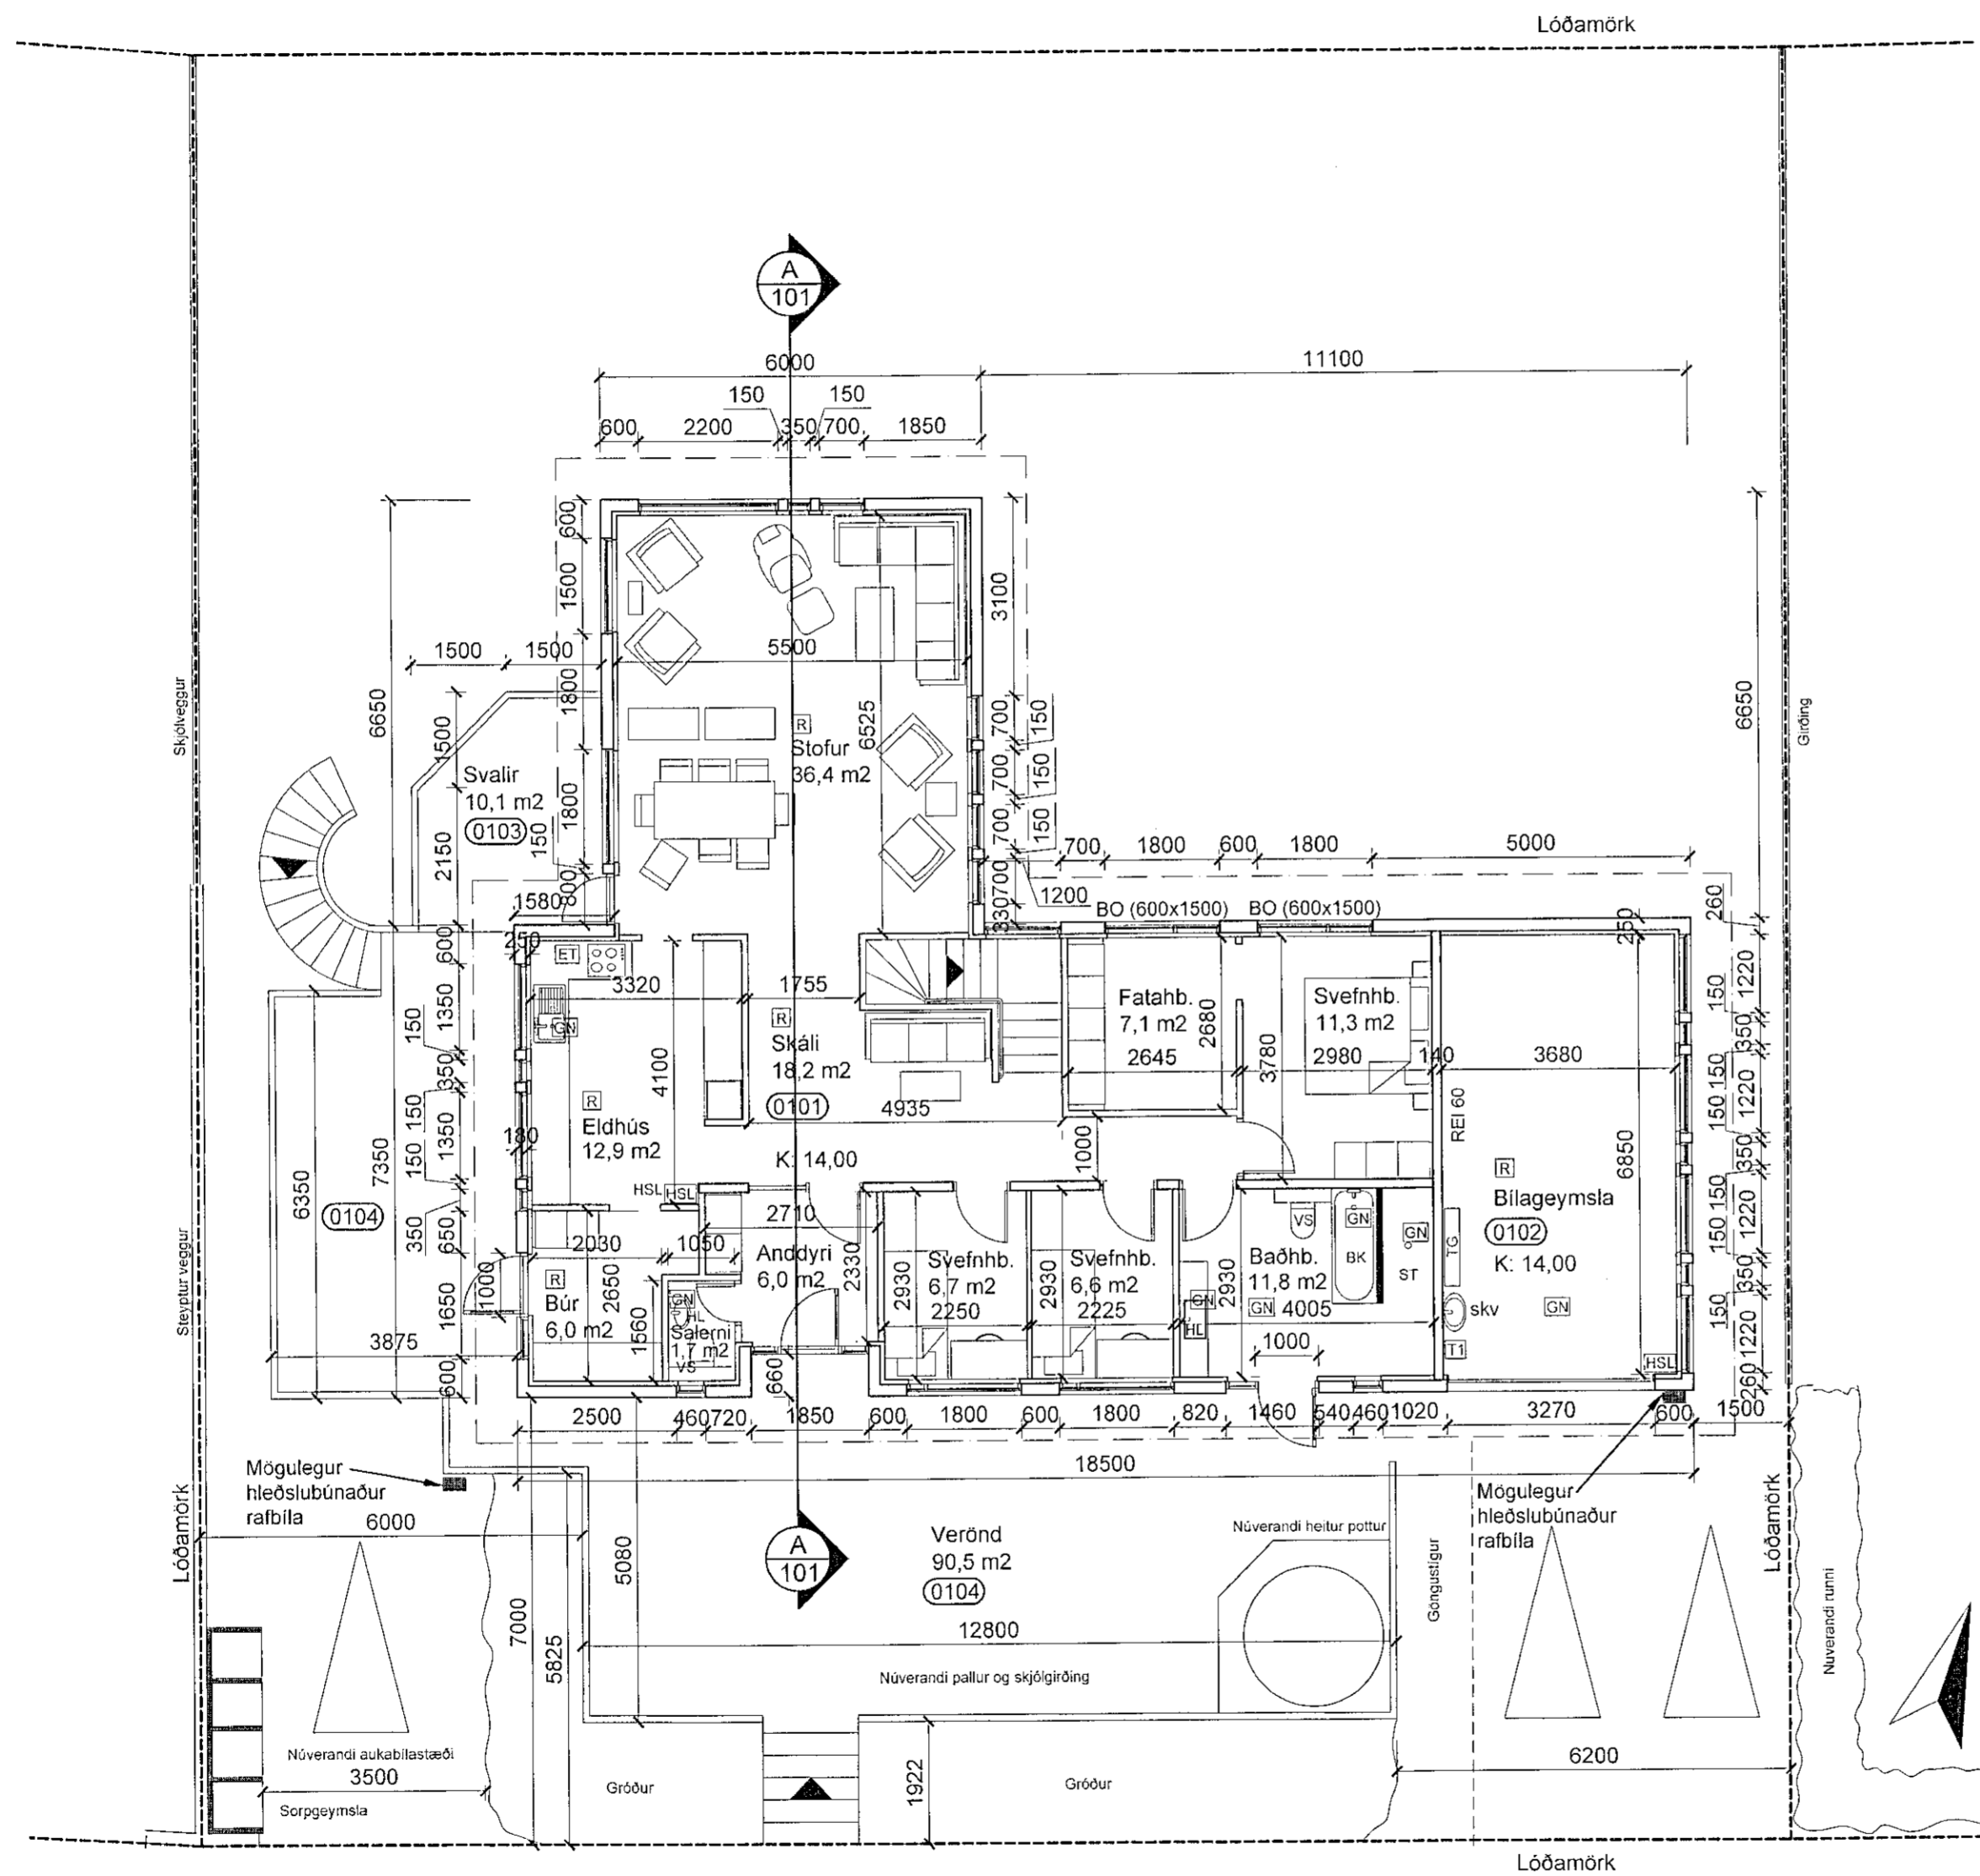 Lóðamörk
A
101
6000
11100
150
150
600
2200
350
700
1850
600
1500
1800
1800
150
800
3100
700
150
700
150
700
150
700
330
1200
6650
6650
Skjólveggur
Girðing
1500
1500
1500
2150
5500
6525
R
Stofur
36,4 m2
Svalir
10,1 m2
0103
1580
700
1800
600
1800
5000
BO (600x1500)
BO (600x1500)
260
250
250
ET
3320
1755
GN
R
Skáli
18,2 m2
0101
4935
4100
R
Eldhús
12,9 m2
K: 14,00
HSL
HSL
Fatahb.
7,1 m2
2645
2680
3780
Svefnhb.
11,3 m2
2980
140
3680
1000
REI 60
6850
R
Bílageymsla
0102
K: 14,00
GN
TG
skv
T1
HSL
600
1350
150
350
150
1350
150
180
350
650
1000
1650
600
6350
7350
0104
3875
Steyptur veggur
2710
2030
1050
Anddyri
6,0 m2
2330
R
Búr
6,0 m2
2650
1560
GN
HL
Salerni
1,7 m2
VS
660
Svefnhb.
6,7 m2
2250
2930
Svefnhb.
6,6 m2
2225
2930
Baðhb.
11,8 m2
GN
4005
2930
1000
GN
HL
VS
GN
BK
GN
ST
1220
150
350
150
1220
150
350
150
1220
150
350
150
1220
260
2500
460
720
1850
600
1800
600
1800
820
1460
540
460
1020
3270
600
1500
18500
Mögulegur
hleðslubúnaður
rafbíla
Mögulegur
hleðslubúnaður
rafbíla
Lóðamörk
Lóðamörk
6000
A
101
Verönd
90,5 m2
0104
Núverandi heitur pottur
Göngustígur
Núverandi runni
5080
7000
5825
12800
Núverandi pallur og skjólgirðing
Núverandi aukabílastæði
3500
Sorpgeymsla
Gróður
1922
Gróður
6200
Lóðamörk